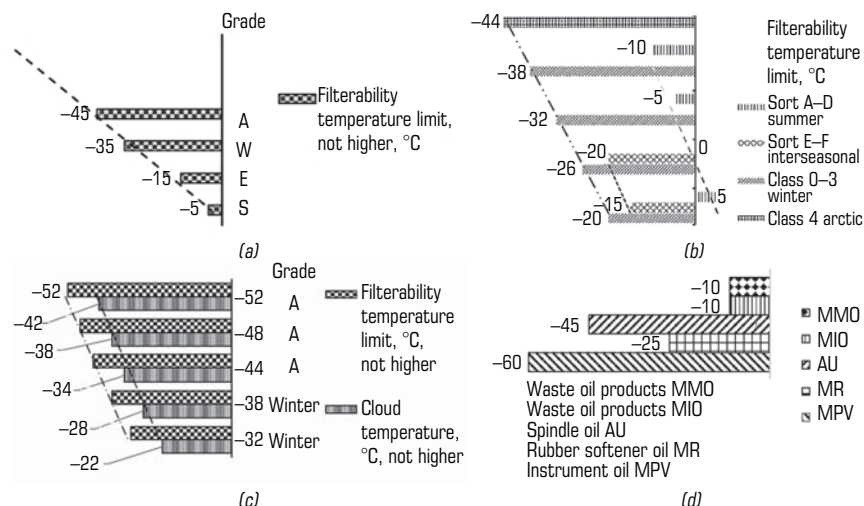 Grade
−45
A
−35
W
−15
E
−5
S
Filterability
temperature limit,
not higher, °C
(a)
−44
−10
−38
−5
−32
0
−20
−26
5
−15
−20
Filterability
temperature
limit, °C
Sort A–D
summer
Sort E–F
interseasonal
Class 0–3
winter
Class 4 arctic
(b)
Grade
−52
−52
A
−42
−48
A
−38
−44
A
−34
−38 Winter
−28
−32 Winter
−22
Filterability
temperature
limit, °C,
not higher
Cloud
temperature,
°C, not higher
(c)
−10
−10
−45
−25
−60
MMO
MIO
AU
MR
MPV
Waste oil products MMO
Waste oil products MIO
Spindle oil AU
Rubber softener oil MR
Instrument oil MPV
(d)